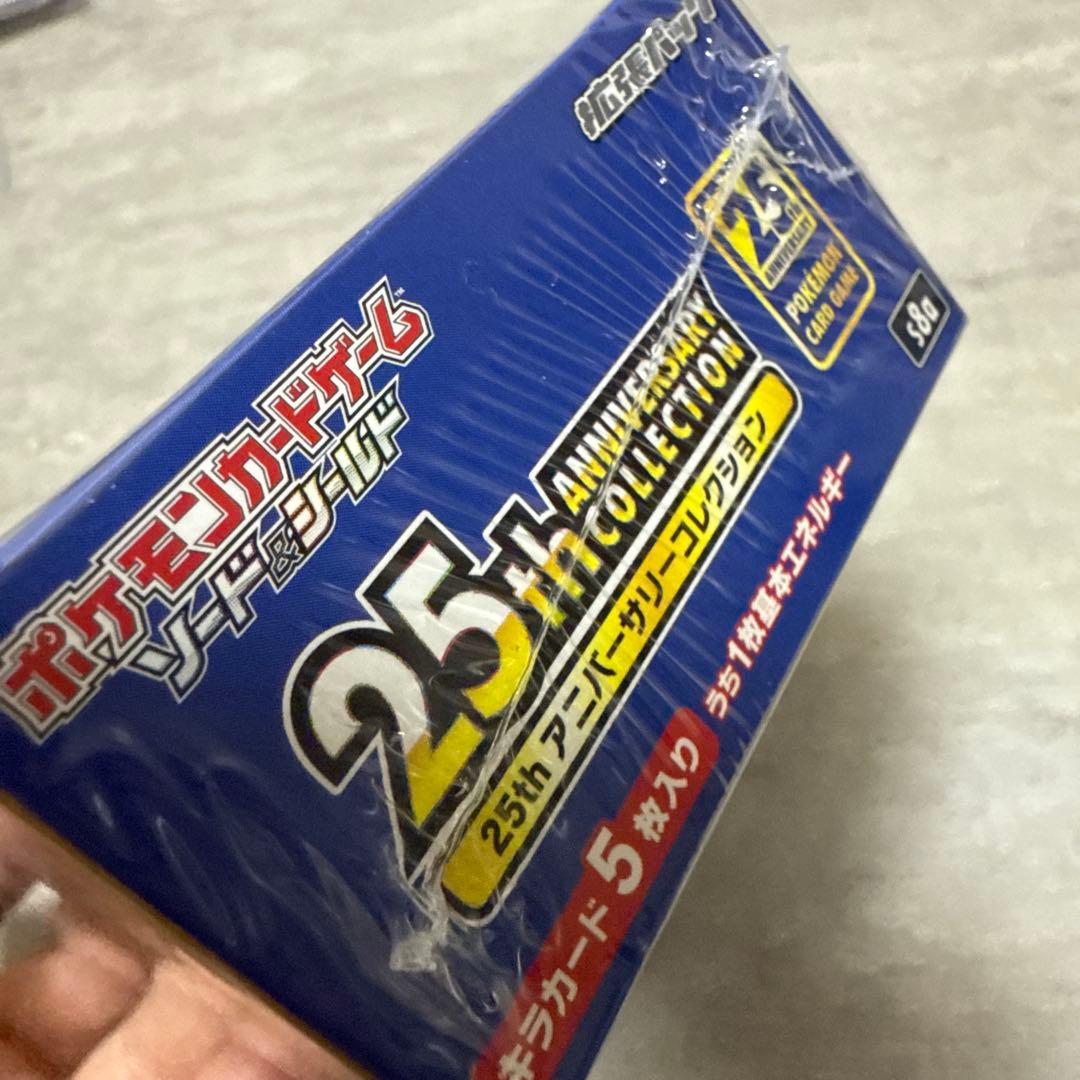 拡張パック
ポケモンカードゲーム™
ソード&シールド
25th
ANNIVERSARY
COLLECTION
25th アニバーサリーコレクション
25
ANNIVERSARY
POKÉMON
CARD GAME
s8a
キラカード5枚入り
うち1枚基本エネルギー